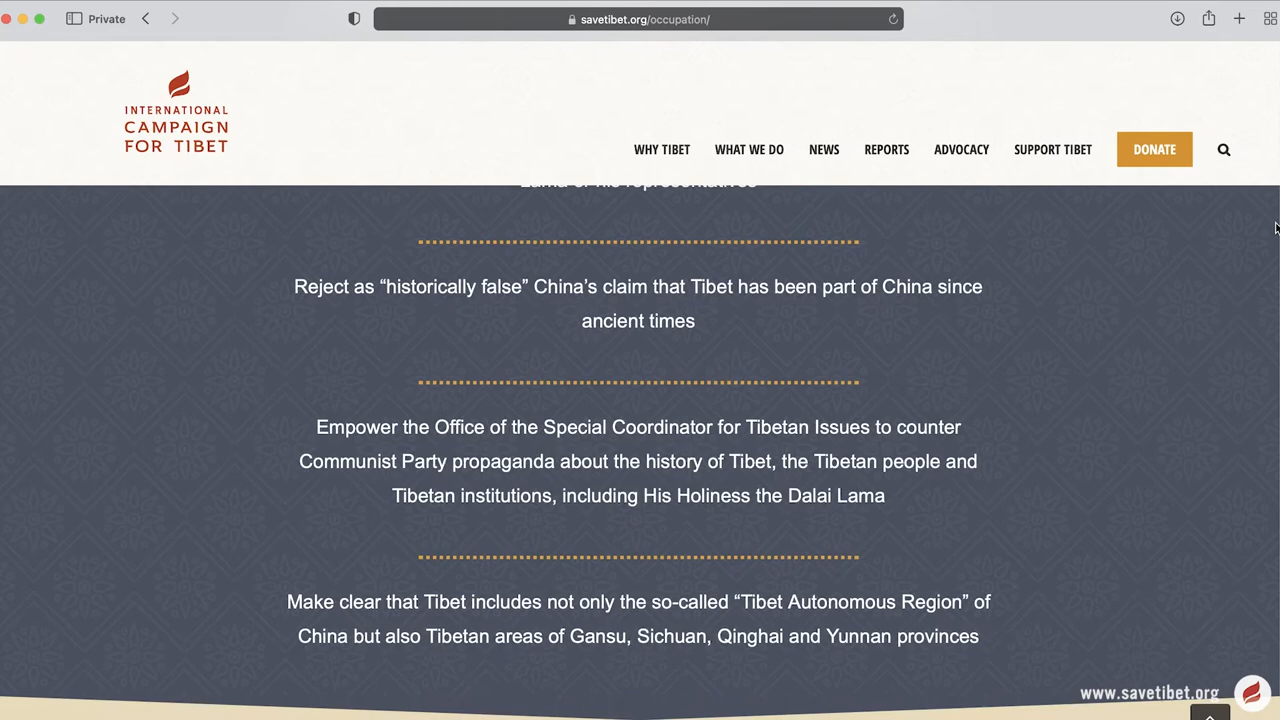 Private
savetibet.org/occupation/
INTERNATIONAL
CAMPAIGN
FOR TIBET
WHY TIBET
WHAT WE DO
NEWS
REPORTS
ADVOCACY
SUPPORT TIBET
DONATE
Lama or his representatives
Reject as “historically false” China’s claim that Tibet has been part of China since
ancient times
Empower the Office of the Special Coordinator for Tibetan Issues to counter
Communist Party propaganda about the history of Tibet, the Tibetan people and
Tibetan institutions, including His Holiness the Dalai Lama
Make clear that Tibet includes not only the so-called “Tibet Autonomous Region” of
China but also Tibetan areas of Gansu, Sichuan, Qinghai and Yunnan provinces
www.savetibet.org